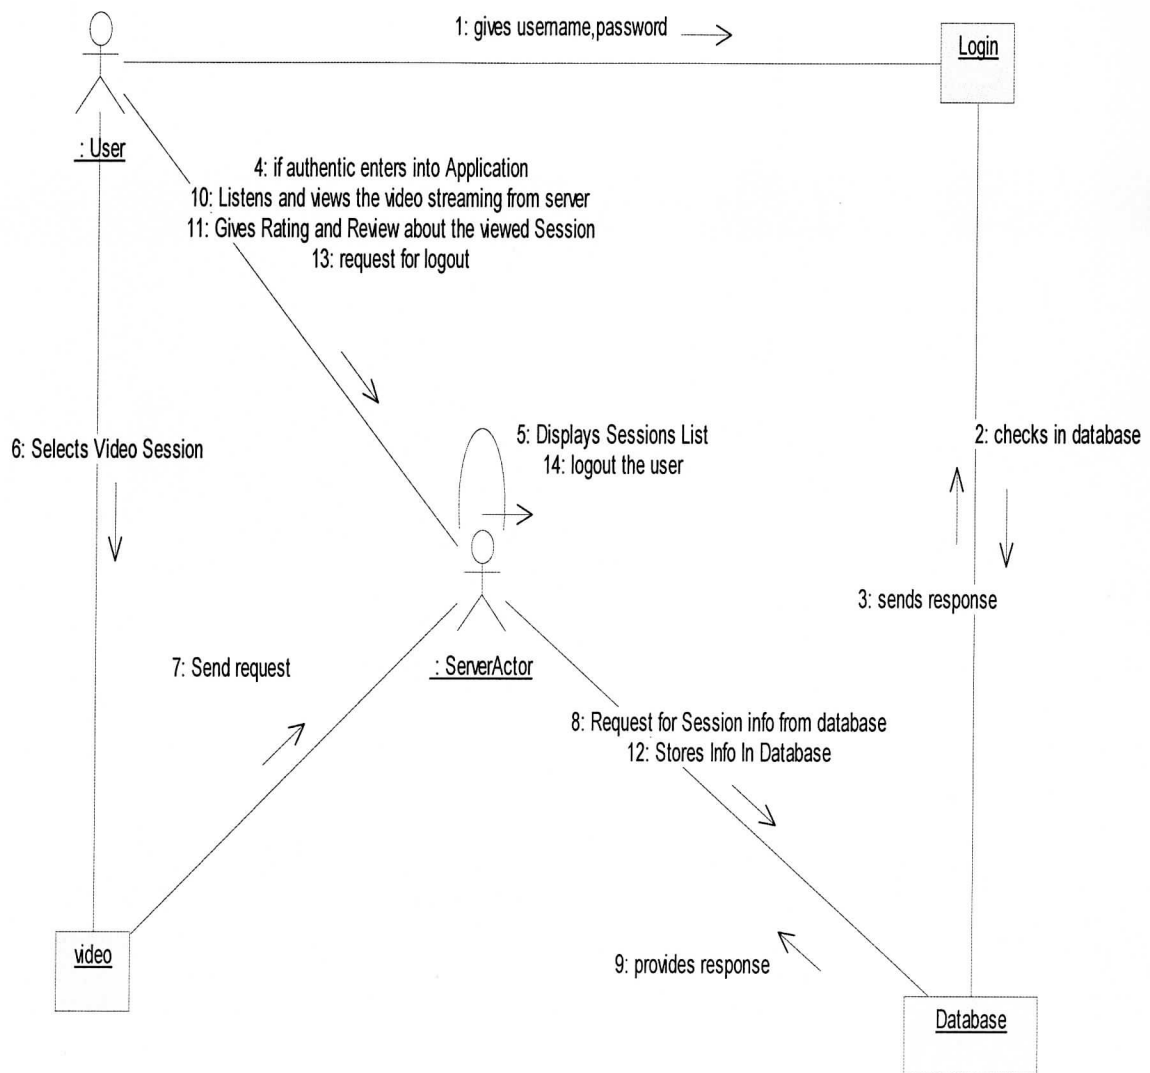 1: gives username,password
Login
: User
4: if authentic enters into Application
10: Listens and views the video streaming from server
11: Gives Rating and Review about the viewed Session
13: request for logout
5: Displays Sessions List
14: logout the user
6: Selects Video Session
2: checks in database
3: sends response
7: Send request
: ServerActor
8: Request for Session info from database
12: Stores Info In Database
video
9: provides response
Database